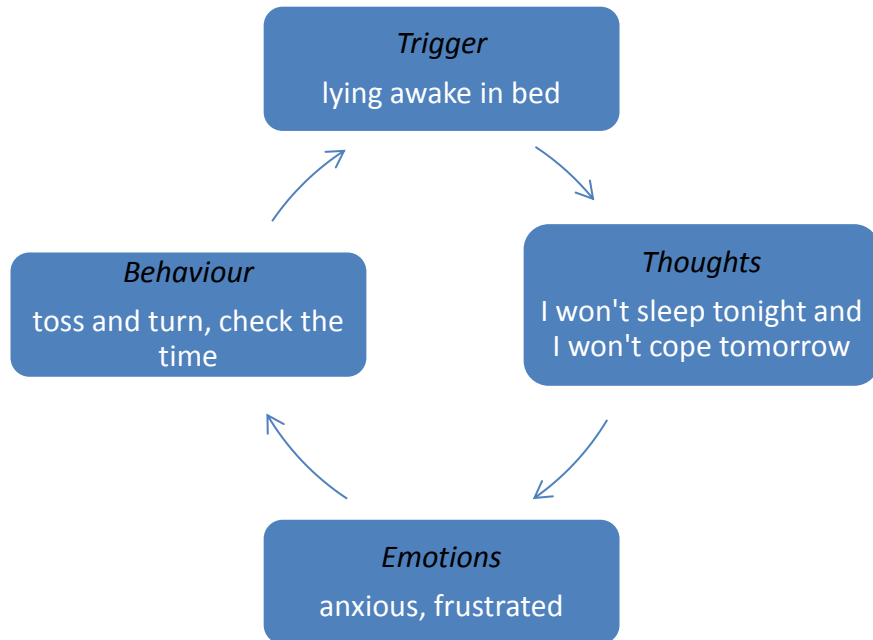 Trigger
lying awake in bed
Thoughts
I won't sleep tonight and
I won't cope tomorrow
Emotions
anxious, frustrated
Behaviour
toss and turn, check the
time